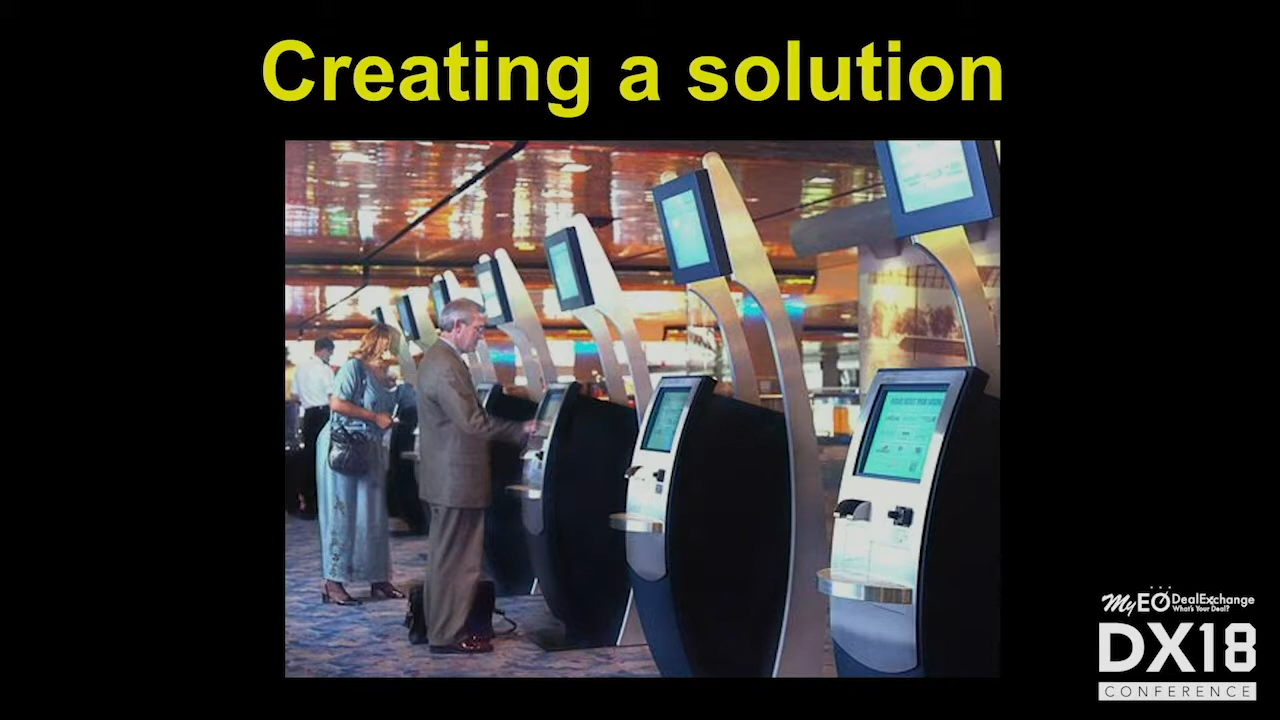 Creating a solution
MyEO DealExchange
What's Your Deal?
DX18
CONFERENCE